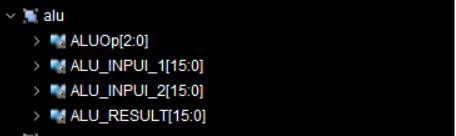 alu
ALUOp[2:0]
ALU_INPUI_1[15:0]
ALU_INPUI_2[15:0]
ALU_RESULT[15:0]